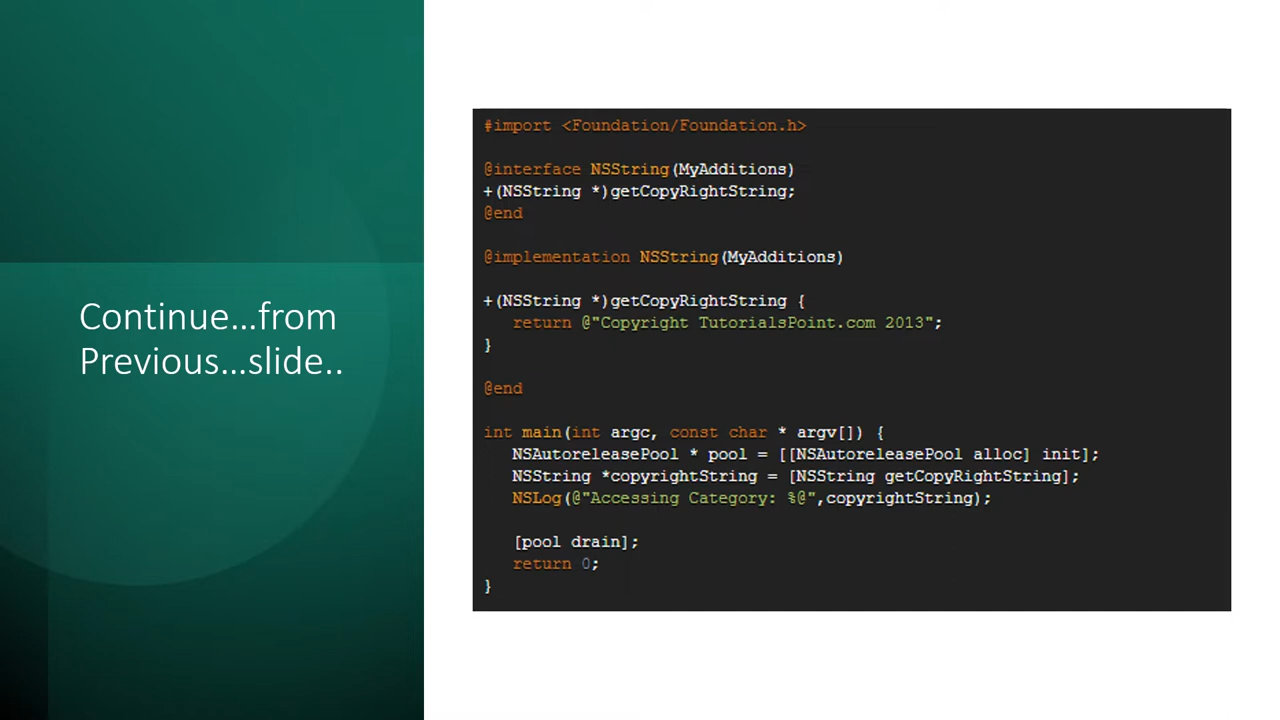 Continue…from
Previous…slide..
#import <Foundation/Foundation.h>
@interface NSString(MyAdditions)
+(NSString *)getCopyRightString;
@end
@implementation NSString(MyAdditions)
+(NSString *)getCopyRightString {
return @"Copyright TutorialsPoint.com 2013";
}
@end
int main(int argc, const char * argv[]) {
NSAutoreleasePool * pool = [[NSAutoreleasePool alloc] init];
NSString *copyrightString = [NSString getCopyRightString];
NSLog(@"Accessing Category: %@",copyrightString);
[pool drain];
return 0;
}